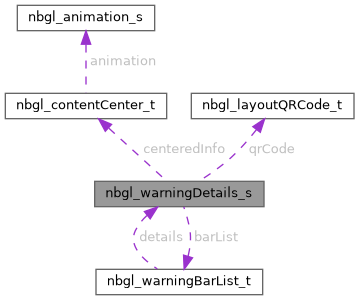 nbgl_animation_s
animation
nbgl_contentCenter_t
nbgl_layoutQRCode_t
centeredInfo
qrCode
nbgl_warningDetails_s
details
barList
nbgl_warningBarList_t